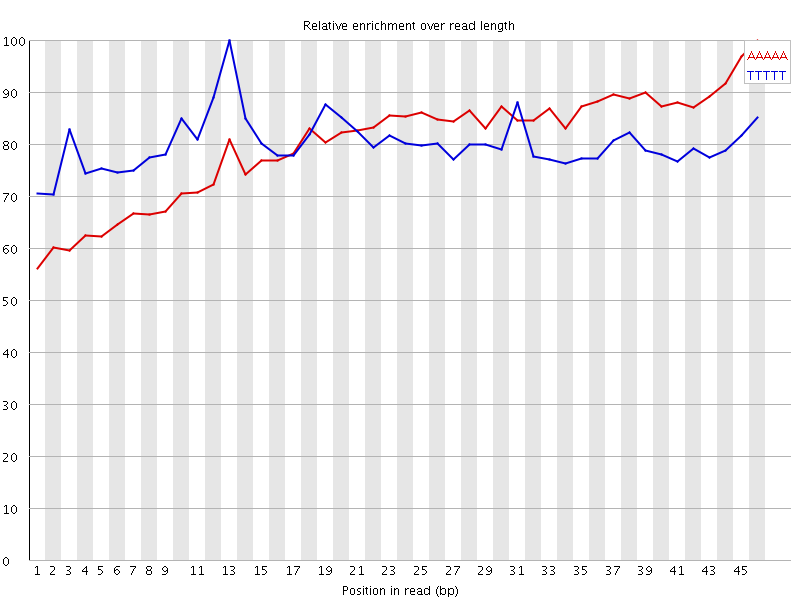 Relative enrichment over read length
100
90
80
70
60
50
40
30
20
10
0
AAAAA
TTTTT
1 2 3 4 5 6 7 8 9 11 13 15 17 19 21 23 25 27 29 31 33 35 37 39 41 43 45
Position in read (bp)